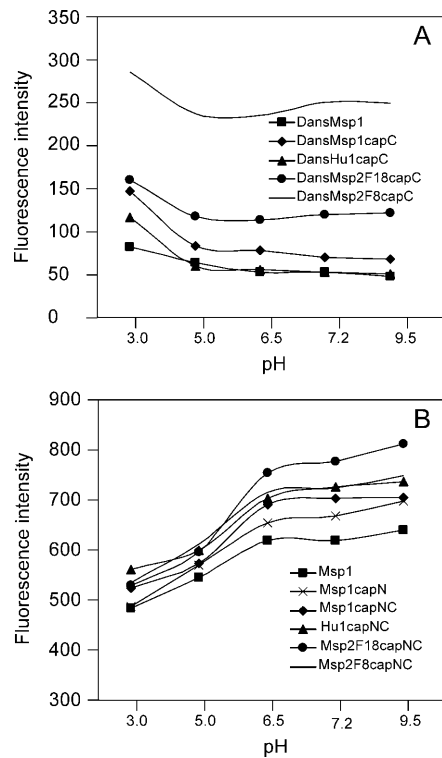 A
350
300
250
200
150
100
50
0
Fluorescence intensity
DansMsp1
DansMsp1capC
DansHu1capC
DansMsp2F18capC
DansMsp2F8capC
3.0 5.0 6.5 7.2 9.5
pH
B
900
800
700
600
500
400
300
Fluorescence intensity
Msp1
Msp1capN
Msp1capNC
Hu1capNC
Msp2F18capNC
Msp2F8capNC
3.0 5.0 6.5 7.2 9.5
pH